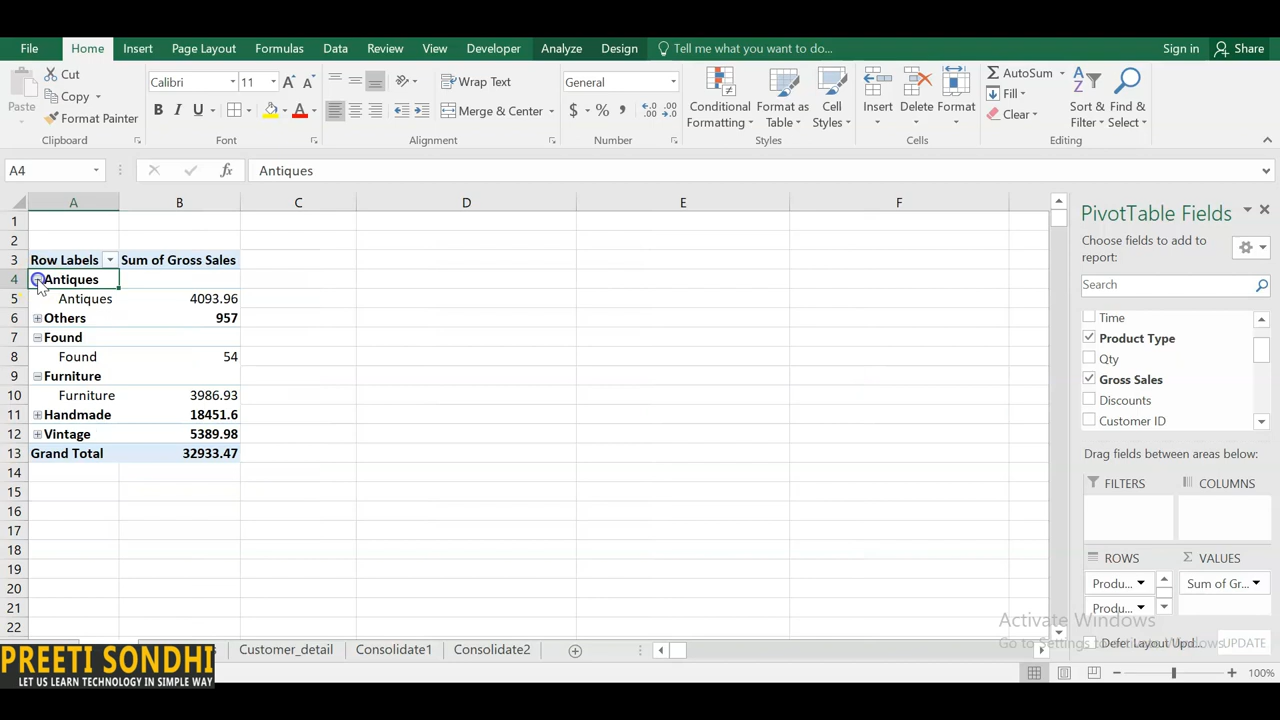 File Home Insert Page Layout Formulas Data Review View Developer Analyze Design Tell me what you want to do... Sign in Share
Paste Cut Copy Format Painter
Calibri 11 A A B I U A
Wrap Text Merge & Center
General $ %
Conditional Formatting Format as Table Cell Styles
Insert Delete Format
AutoSum Fill Clear Sort & Filter Find & Select
Clipboard Font Alignment Number Styles Cells Editing
A4 fx Antiques
A B C D E F
1
2
3 Row Labels Sum of Gross Sales
4 Antiques
5 Antiques 4093.96
6 Others 957
7 Found
8 Found 54
9 Furniture
10 Furniture 3986.93
11 Handmade 18451.6
12 Vintage 5389.98
13 Grand Total 32933.47
14
15
16
17
18
19
20
21
22
PivotTable Fields
Choose fields to add to
report:
Search
Time
Product Type
Qty
Gross Sales
Discounts
Customer ID
Drag fields between areas below:
FILTERS COLUMNS
ROWS VALUES
Produ... Sum of Gr...
Produ...
Activate Windows
Go to Settings to activate Windows.
Defer Layout Upd... UPDATE
Customer_detail Consolidate1 Consolidate2
PREETI SONDHI
LET US LEARN TECHNOLOGY IN SIMPLE WAY
100%